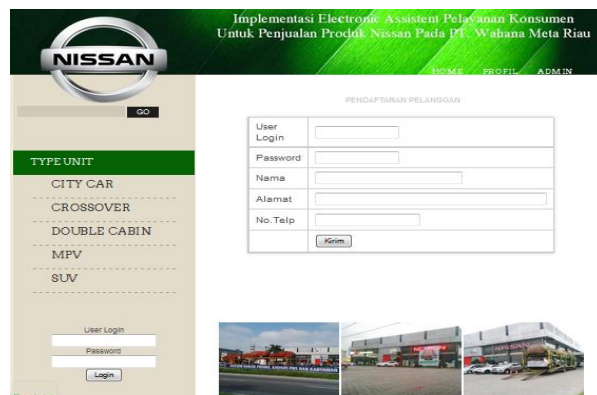 Implementasi Electronic Assistent Pelayanan Konsumen
Untuk Penjualan Produk Nissan Pada PT. Wahana Meta Riau
NISSAN
HOME PROFIL ADMIN
GO
PENDAFTARAN PELANGGAN
User
Login
Password
Nama
Alamat
No.Telp
Kirim
TYPE UNIT
CITY CAR
CROSSOVER
DOUBLE CABIN
MPV
SUV
User Login
Password
Login